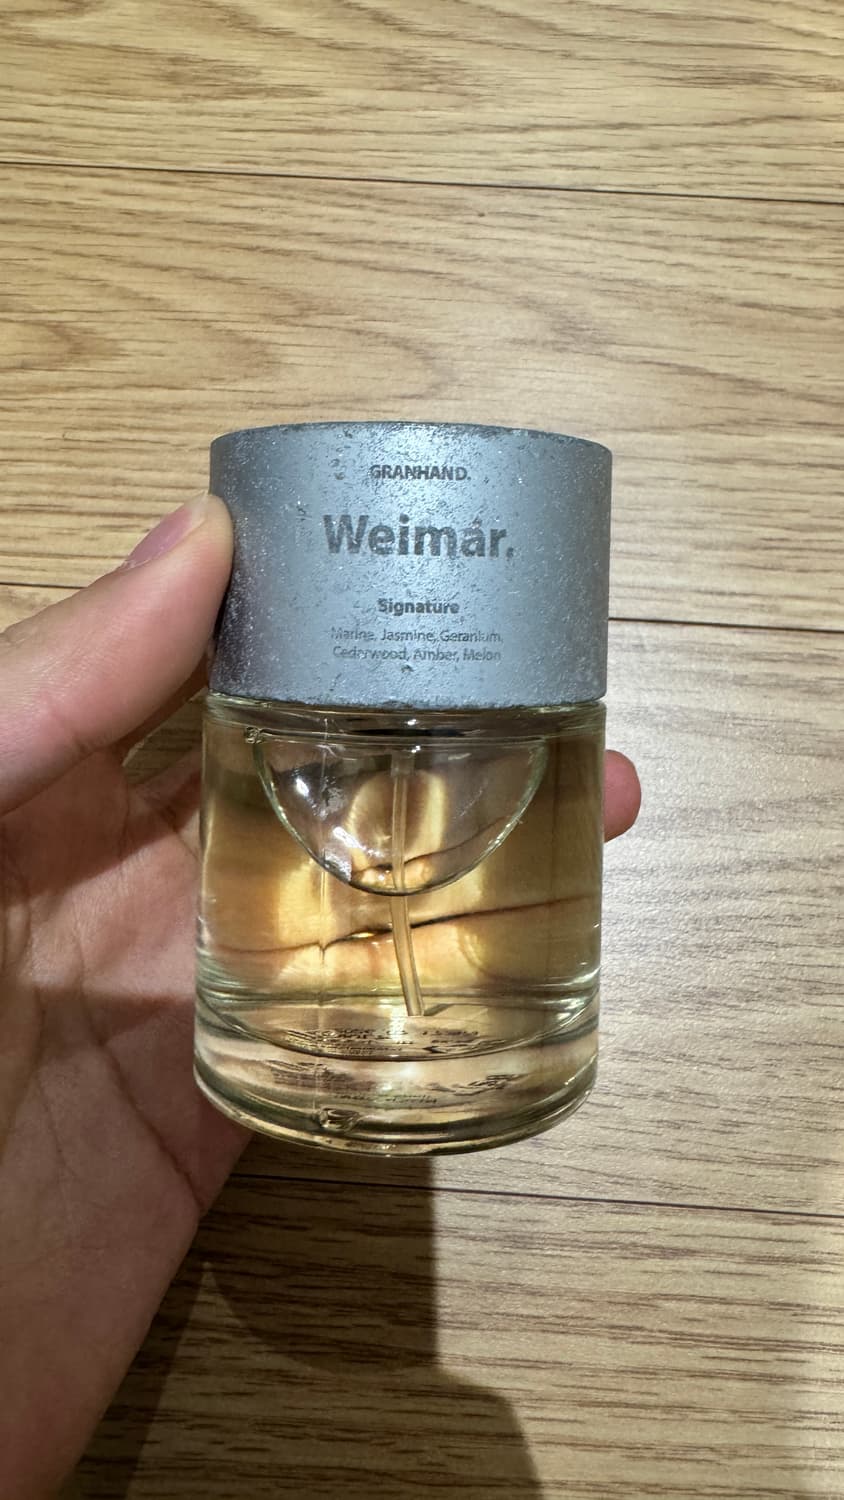 GRANHAND.
Weimar.
Signature
Marine, Jasmine, Geranium,
Cedarwood, Amber, Melon